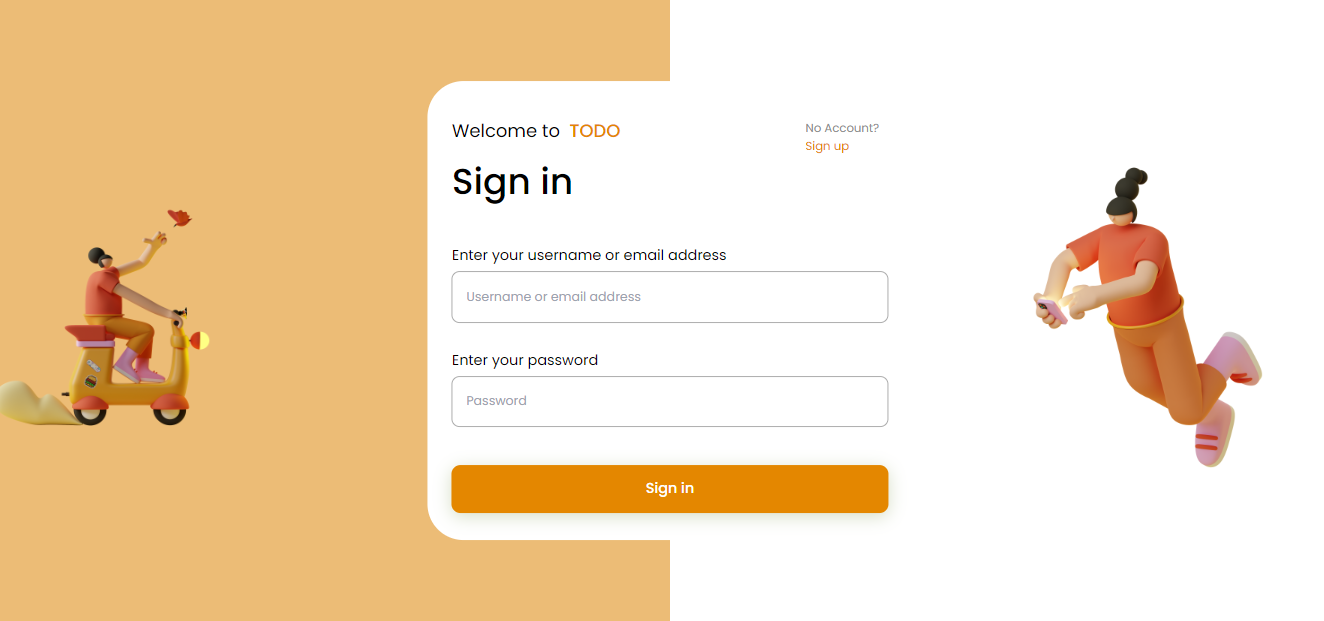 Welcome to TODO
No Account?
Sign up
Sign in
Enter your username or email address
Username or email address
Enter your password
Password
Sign in